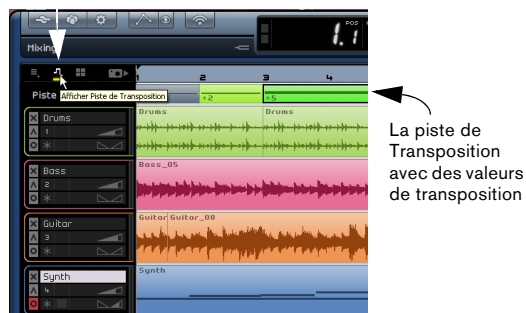 POS
1.1
Mixing
1 2 3 4
Piste
Afficher Piste de Transposition
+2 +5
Drums
1
Drums Drums
Bass
2
Bass_05
Guitar
3
Guitar Guitar_08
Synth
4
Synth
La piste de
Transposition
avec des valeurs
de transposition